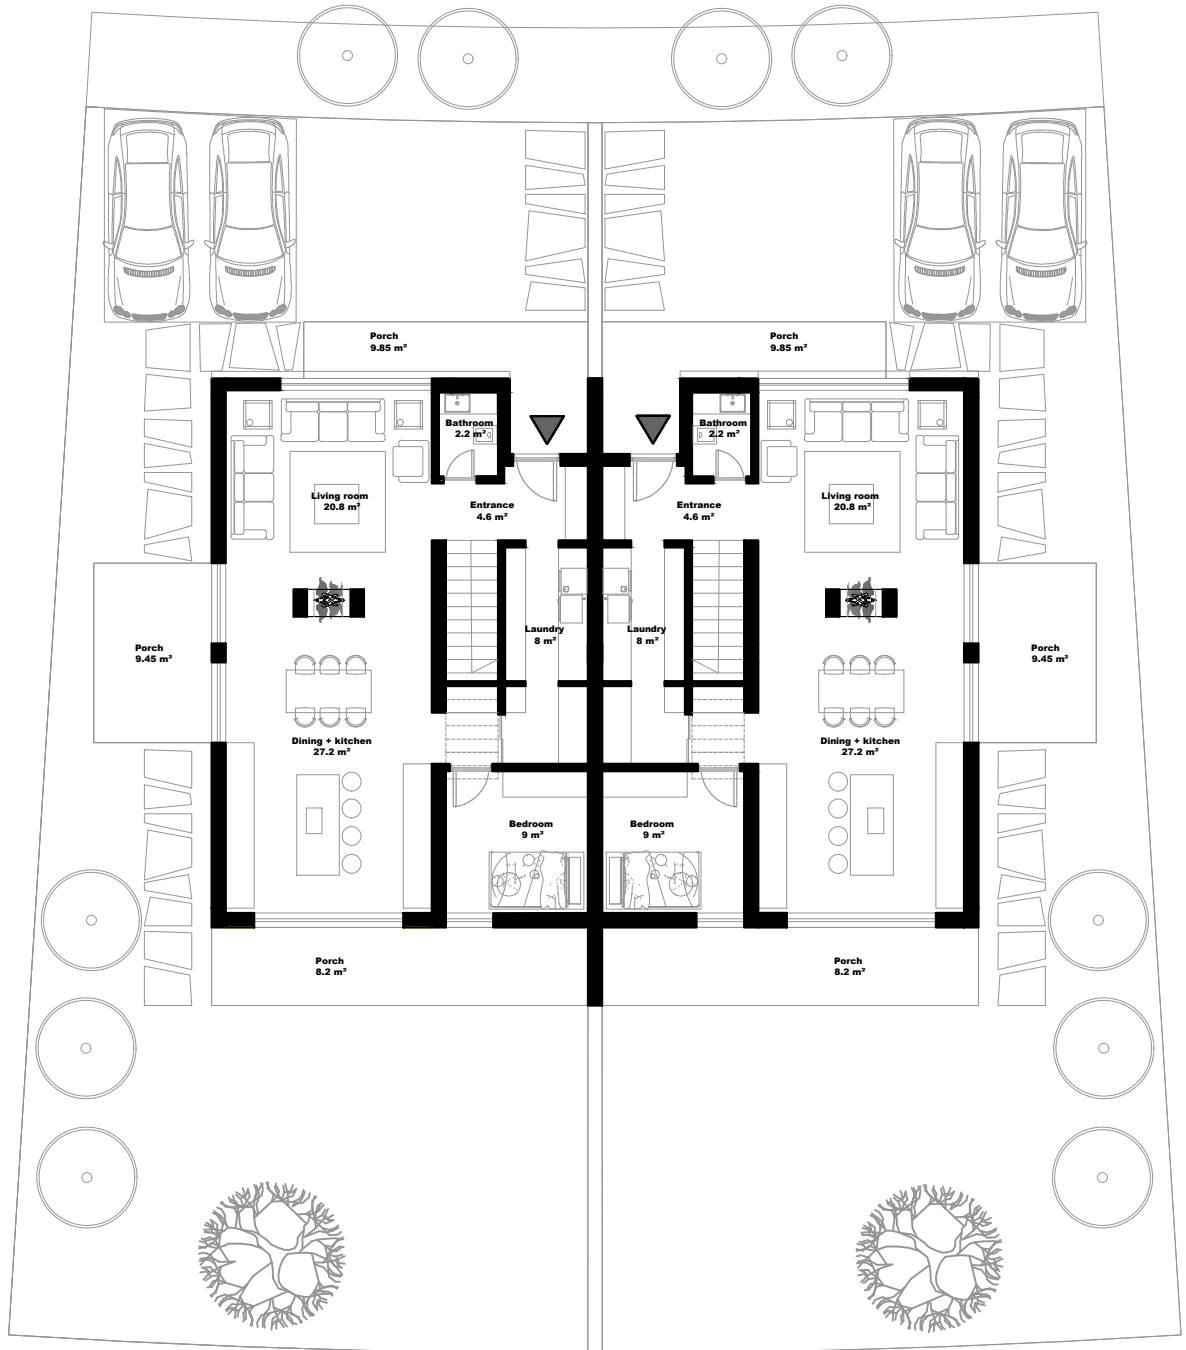 Porch
9.85 m²
Porch
9.85 m²
Bathroom
2.2 m²
Bathroom
2.2 m²
Living room
20.8 m²
Entrance
4.6 m²
Entrance
4.6 m²
Living room
20.8 m²
Porch
9.45 m²
Laundry
8 m²
Laundry
8 m²
Porch
9.45 m²
Dining + kitchen
27.2 m²
Dining + kitchen
27.2 m²
Bedroom
9 m²
Bedroom
9 m²
Porch
8.2 m²
Porch
8.2 m²